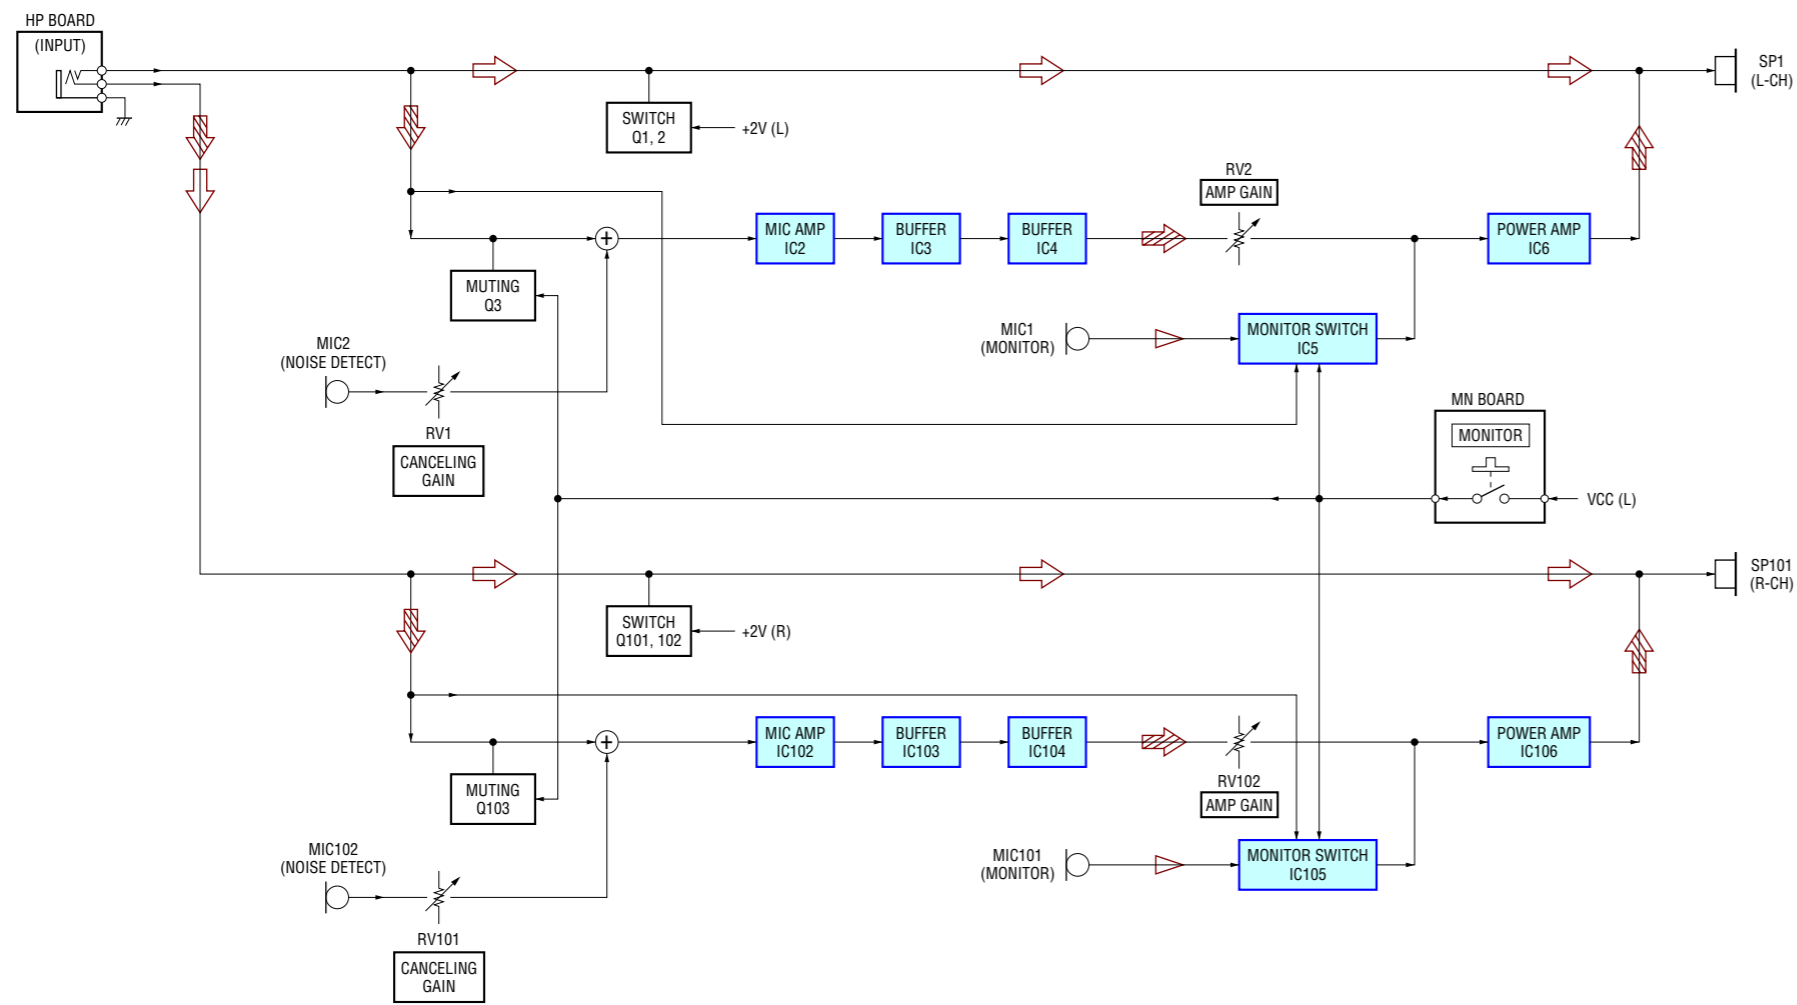 HP BOARD
(INPUT)
SP1
(L-CH)
SWITCH
Q1, 2
+2V (L)
RV2
AMP GAIN
MIC AMP
IC2
BUFFER
IC3
BUFFER
IC4
POWER AMP
IC6
MUTING
Q3
MIC1
(MONITOR)
MONITOR SWITCH
IC5
MIC2
(NOISE DETECT)
RV1
CANCELING
GAIN
MN BOARD
MONITOR
VCC (L)
SP101
(R-CH)
SWITCH
Q101, 102
+2V (R)
MIC AMP
IC102
BUFFER
IC103
BUFFER
IC104
POWER AMP
IC106
RV102
AMP GAIN
MUTING
Q103
MIC102
(NOISE DETECT)
MIC101
(MONITOR)
MONITOR SWITCH
IC105
RV101
CANCELING
GAIN